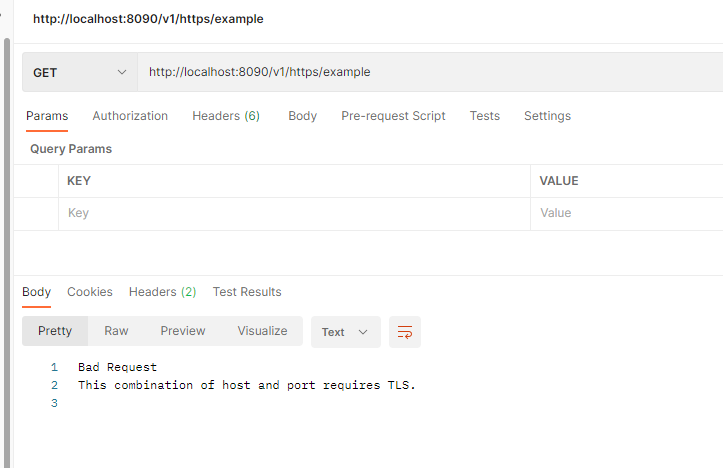 http://localhost:8090/v1/https/example
GET http://localhost:8090/v1/https/example
Params Authorization Headers (6) Body Pre-request Script Tests Settings
Query Params
KEY VALUE
Key Value
Body Cookies Headers (2) Test Results
Pretty Raw Preview Visualize Text
1 Bad Request
2 This combination of host and port requires TLS.
3